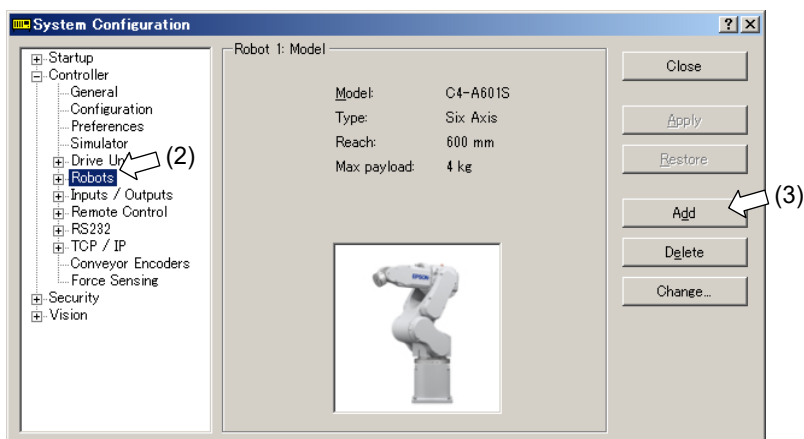 System Configuration
Startup
Controller
General
Configuration
Preferences
Simulator
Drive Un
(2)
Robots
Inputs / Outputs
Remote Control
RS232
TCP / IP
Conveyor Encoders
Force Sensing
Security
Vision
Robot 1: Model
Model: C4-A601S
Type: Six Axis
Reach: 600 mm
Max payload: 4 kg
EPSON
Close
Apply
Restore
Add
(3)
Delete
Change...